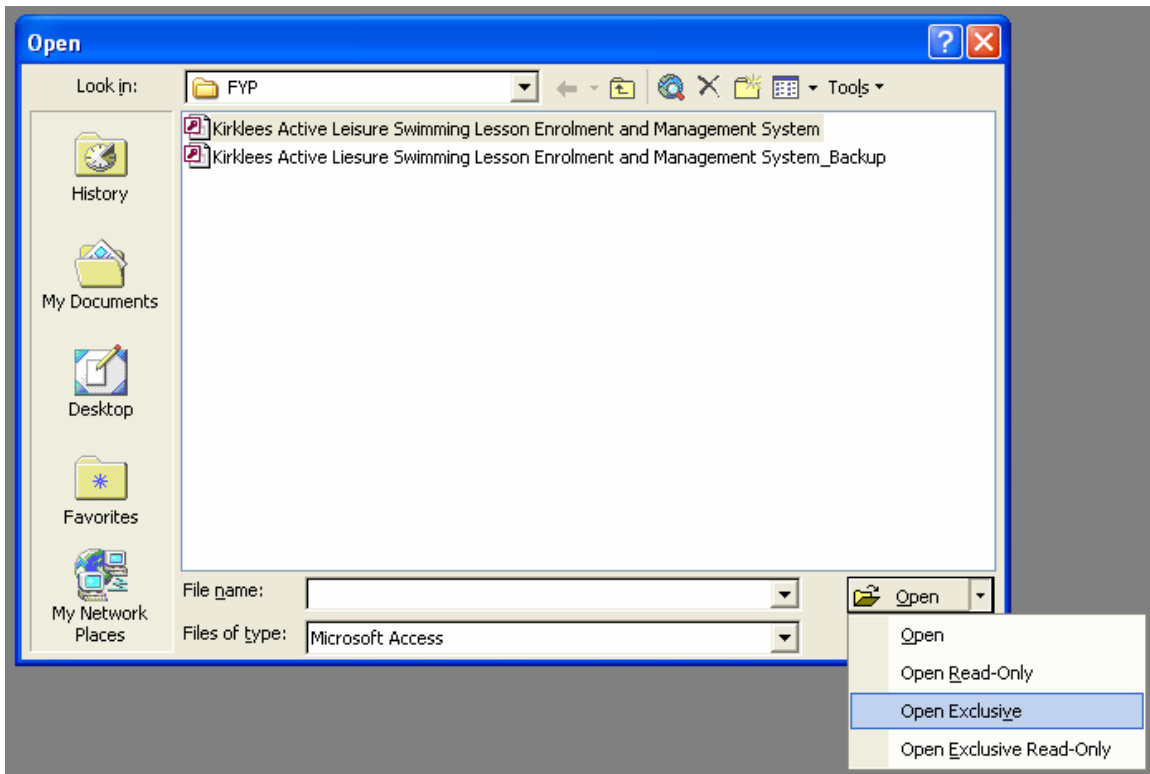 Open
Look in:
FYP
Tools
Kirklees Active Leisure Swimming Lesson Enrolment and Management System
Kirklees Active Liesure Swimming Lesson Enrolment and Management System_Backup
History
My Documents
Desktop
Favorites
My Network
Places
File name:
Open
Files of type:
Microsoft Access
Open
Open Read-Only
Open Exclusive
Open Exclusive Read-Only